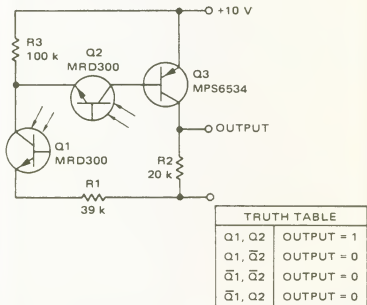 +10 V
R3
100 k
Q2
MRD300
Q3
MPS6534
OUTPUT
Q1
MRD300
R2
20 k
R1
39 k
TRUTH TABLE
Q1, Q2 OUTPUT = 1
Q1, Q̅2 OUTPUT = 0
Q̅1, Q̅2 OUTPUT = 0
Q̅1, Q2 OUTPUT = 0